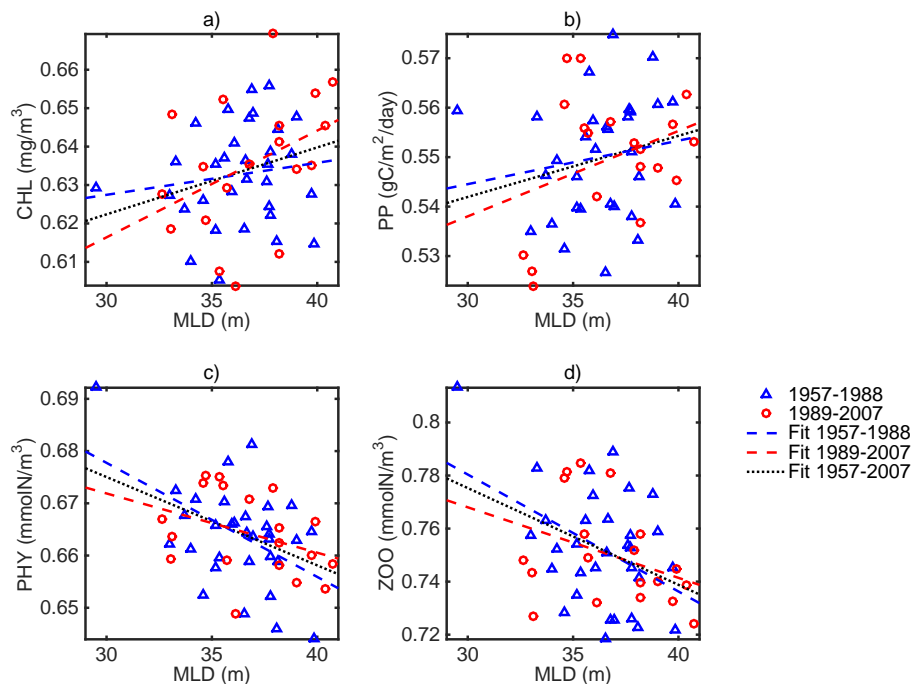 a)
0.66
0.65
0.64
0.63
0.62
0.61
CHL (mg/m³)
30 35 40
MLD (m)
b)
0.57
0.56
0.55
0.54
0.53
PP (gC/m²/day)
30 35 40
MLD (m)
c)
0.69
0.68
0.67
0.66
0.65
PHY (mmolN/m³)
30 35 40
MLD (m)
d)
0.8
0.78
0.76
0.74
0.72
ZOO (mmolN/m³)
30 35 40
MLD (m)
1957-1988
1989-2007
Fit 1957-1988
Fit 1989-2007
Fit 1957-2007